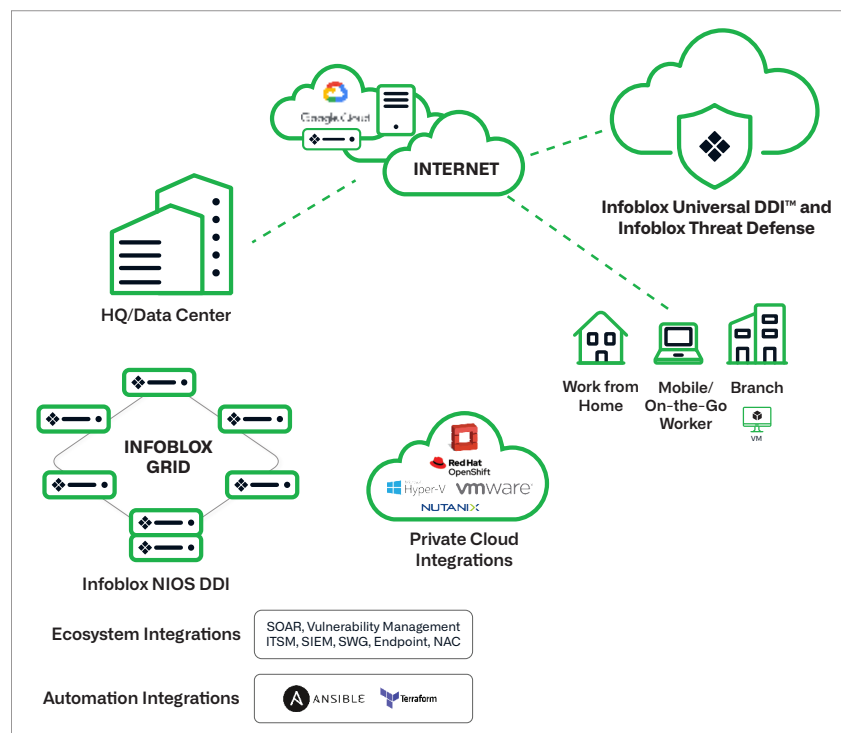 Google Cloud
INTERNET
Infoblox Universal DDI™ and
Infoblox Threat Defense
HQ/Data Center
Work from
Home
Mobile/
On-the-Go
Worker
Branch
VM
INFOBLOX
GRID
Infoblox NIOS DDI
Red Hat
OpenShift
Hyper-V
vmware®
NUTANIX
Private Cloud
Integrations
Ecosystem Integrations
SOAR, Vulnerability Management
ITSM, SIEM, SWG, Endpoint, NAC
Automation Integrations
A ANSIBLE
Terraform